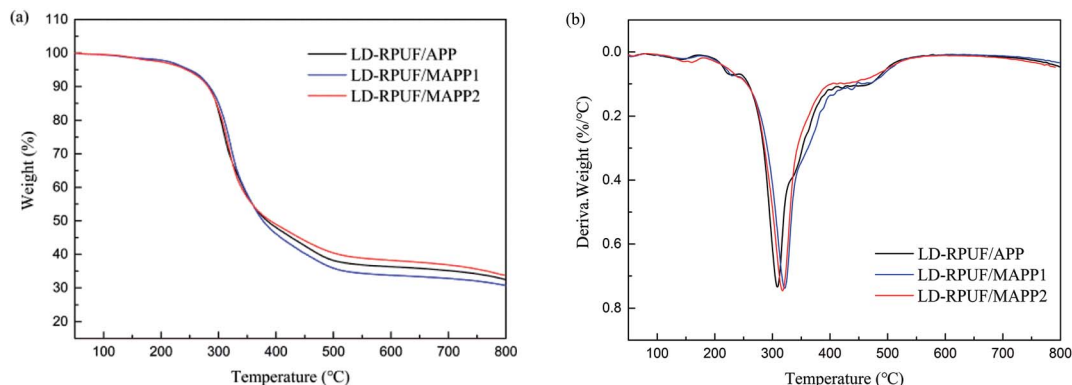 (a)
110
100
90
80
70
60
50
40
30
20
Weight (%)
LD-RPUF/APP
LD-RPUF/MAPP1
LD-RPUF/MAPP2
100 200 300 400 500 600 700 800
Temperature (℃)
(b)
0.0
0.2
0.4
0.6
0.8
Deriva.Weight (%/℃)
LD-RPUF/APP
LD-RPUF/MAPP1
LD-RPUF/MAPP2
100 200 300 400 500 600 700 800
Temperature (℃)